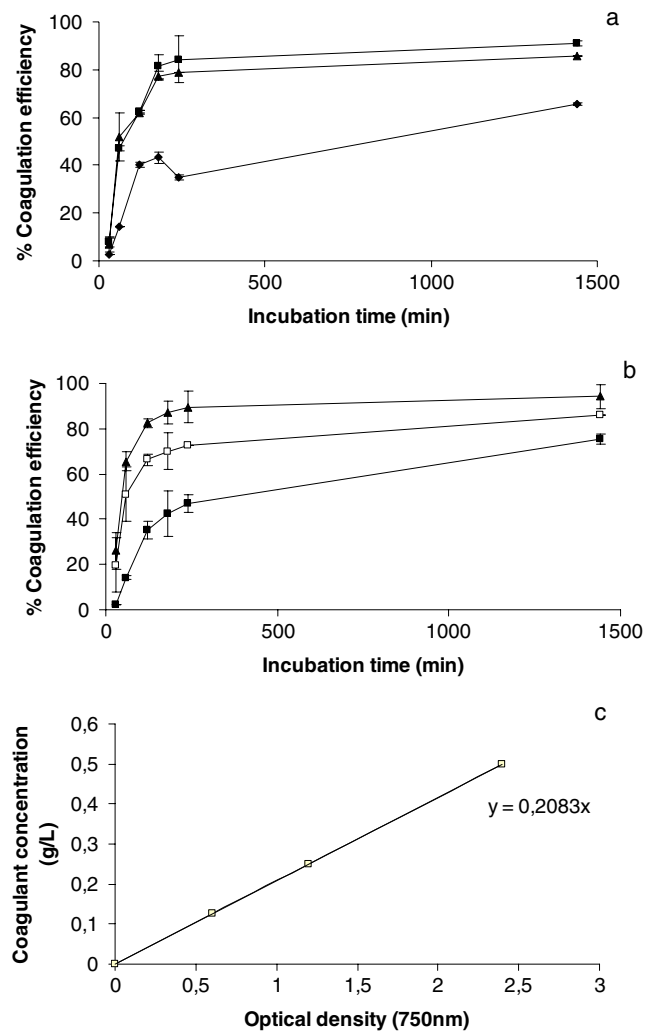 a
100
80
60
40
20
0
% Coagulation efficiency
0 500 1000 1500
Incubation time (min)
b
100
80
60
40
20
0
% Coagulation efficiency
0 500 1000 1500
Incubation time (min)
c
0,6
0,5
0,4
0,3
0,2
0,1
0
Coagulant concentration
(g/L)
y = 0,2083x
0 0,5 1 1,5 2 2,5 3
Optical density (750nm)